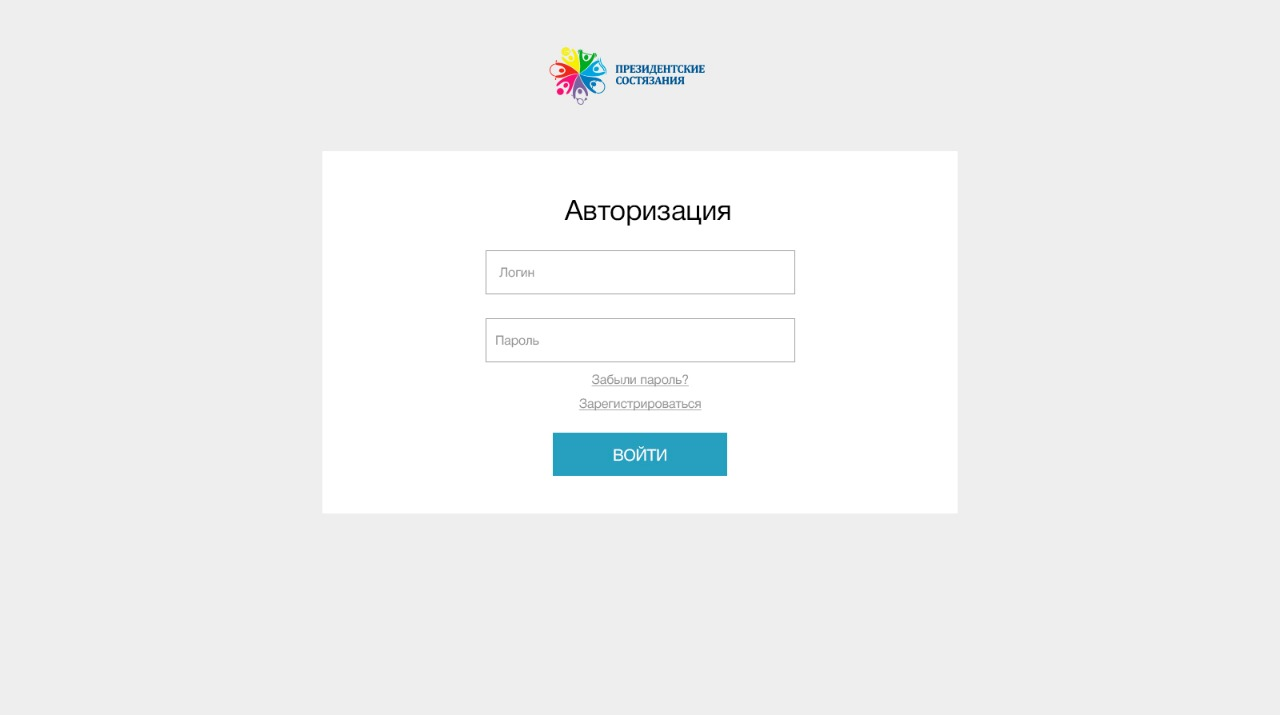 ПРЕЗИДЕНТСКИЕ
СОСТЯЗАНИЯ
Авторизация
Логин
Пароль
Забыли пароль?
Зарегистрироваться
ВОЙТИ